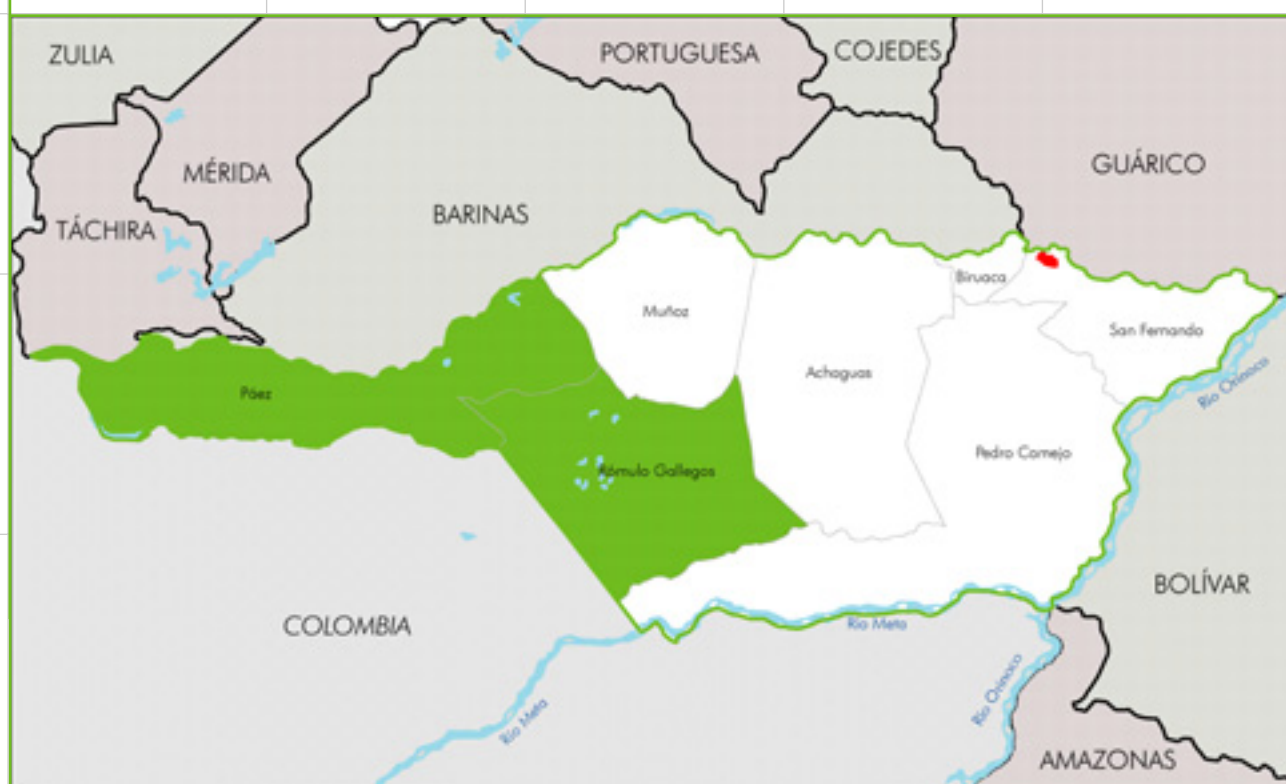 ZULIA
PORTUGUESA
COJEDES
MÉRIDA
GUÁRICO
BARINAS
TÁCHIRA
Biruaca
Muñoz
San Fernando
Achaguas
Río Orinoco
Páez
Pedro Camejo
Rómulo Gallegos
BOLÍVAR
COLOMBIA
Río Meta
Río Orinoco
Río Meta
AMAZONAS